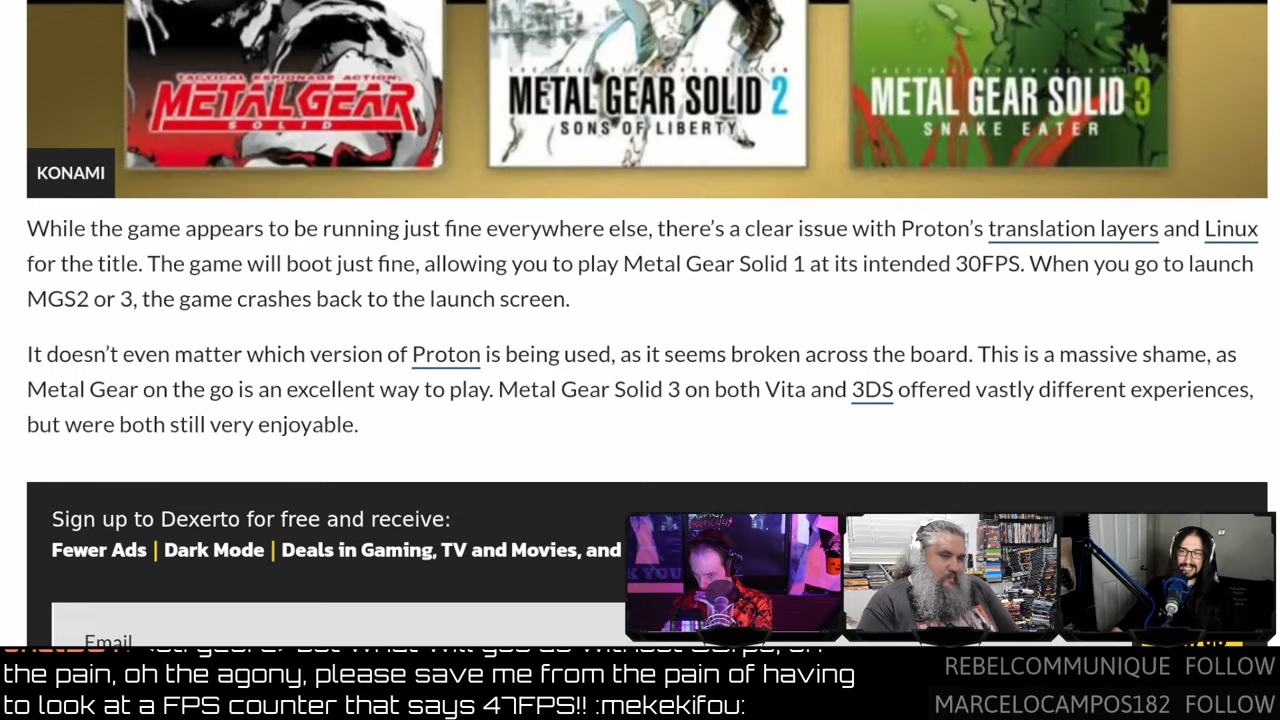 TACTICAL ESPIONAGE ACTION
METAL GEAR
SOLID
METAL GEAR SOLID 2
SONS OF LIBERTY
METAL GEAR SOLID 3
SNAKE EATER
KONAMI
While the game appears to be running just fine everywhere else, there’s a clear issue with Proton’s translation layers and Linux
for the title. The game will boot just fine, allowing you to play Metal Gear Solid 1 at its intended 30FPS. When you go to launch
MGS2 or 3, the game crashes back to the launch screen.
It doesn’t even matter which version of Proton is being used, as it seems broken across the board. This is a massive shame, as
Metal Gear on the go is an excellent way to play. Metal Gear Solid 3 on both Vita and 3DS offered vastly different experiences,
but were both still very enjoyable.
Sign up to Dexerto for free and receive:
Fewer Ads | Dark Mode | Deals in Gaming, TV and Movies, and
Email
but what will you do without
the pain, oh the agony, please save me from the pain of having
to look at a FPS counter that says 47FPS!! :mekekifou:
REBELCOMMUNIQUE FOLLOW
MARCELOCAMPOS182 FOLLOW